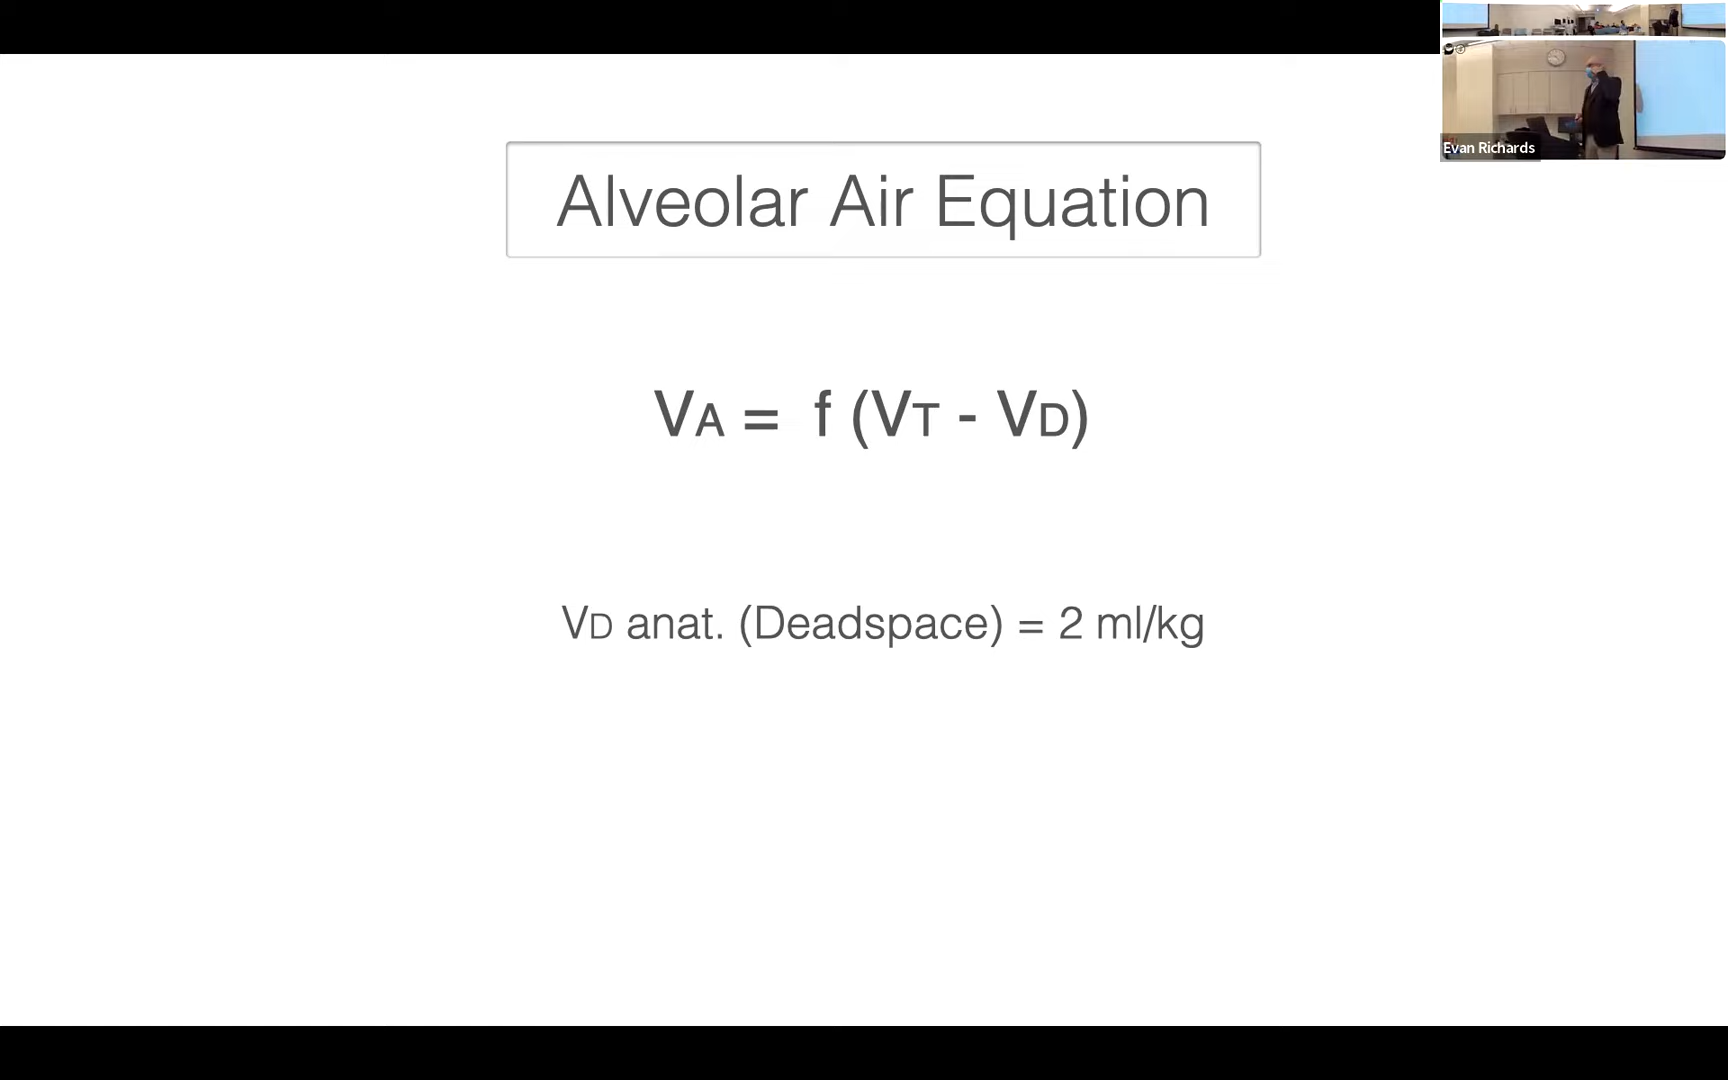 Alveolar Air Equation
VA = f (VT - VD)
VD anat. (Deadspace) = 2 ml/kg
Evan Richards